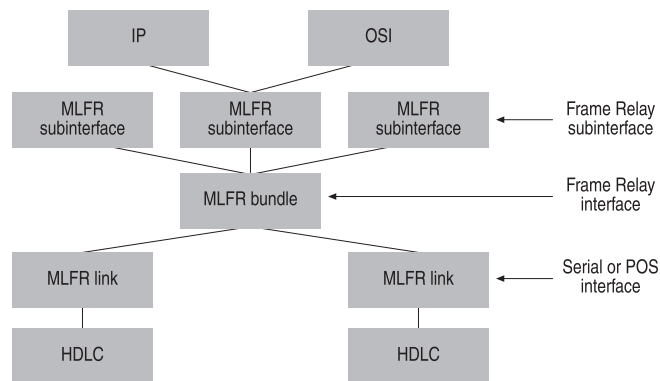 IP
OSI
MLFR
subinterface
MLFR
subinterface
MLFR
subinterface
Frame Relay
subinterface
MLFR bundle
Frame Relay
interface
MLFR link
MLFR link
Serial or POS
interface
HDLC
HDLC